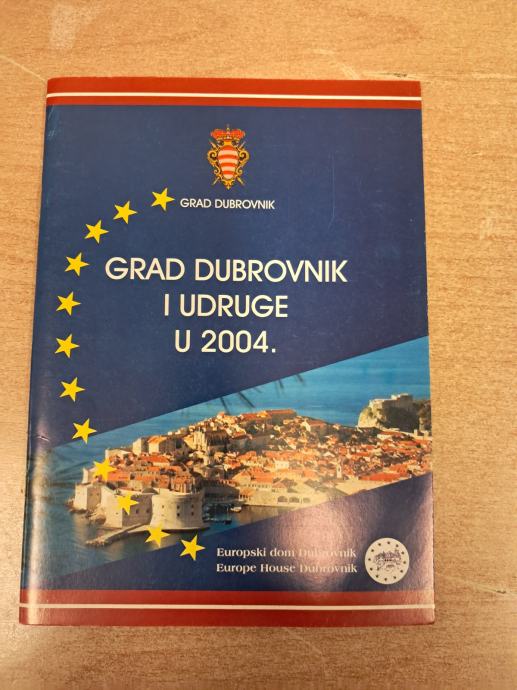 GRAD DUBROVNIK
GRAD DUBROVNIK
I UDRUGE
U 2004.
Europski dom Dubrovnik
Europe House Dubrovnik